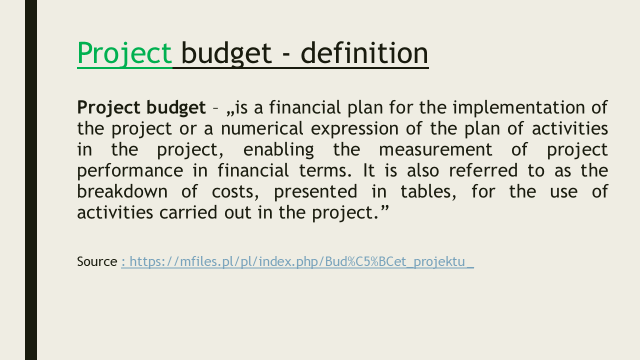 Project budget - definition
Project budget – „is a financial plan for the implementation of
the project or a numerical expression of the plan of activities
in the project, enabling the measurement of project
performance in financial terms. It is also referred to as the
breakdown of costs, presented in tables, for the use of
activities carried out in the project.”
Source : https://mfiles.pl/pl/index.php/Bud%C5%BCet_projektu_